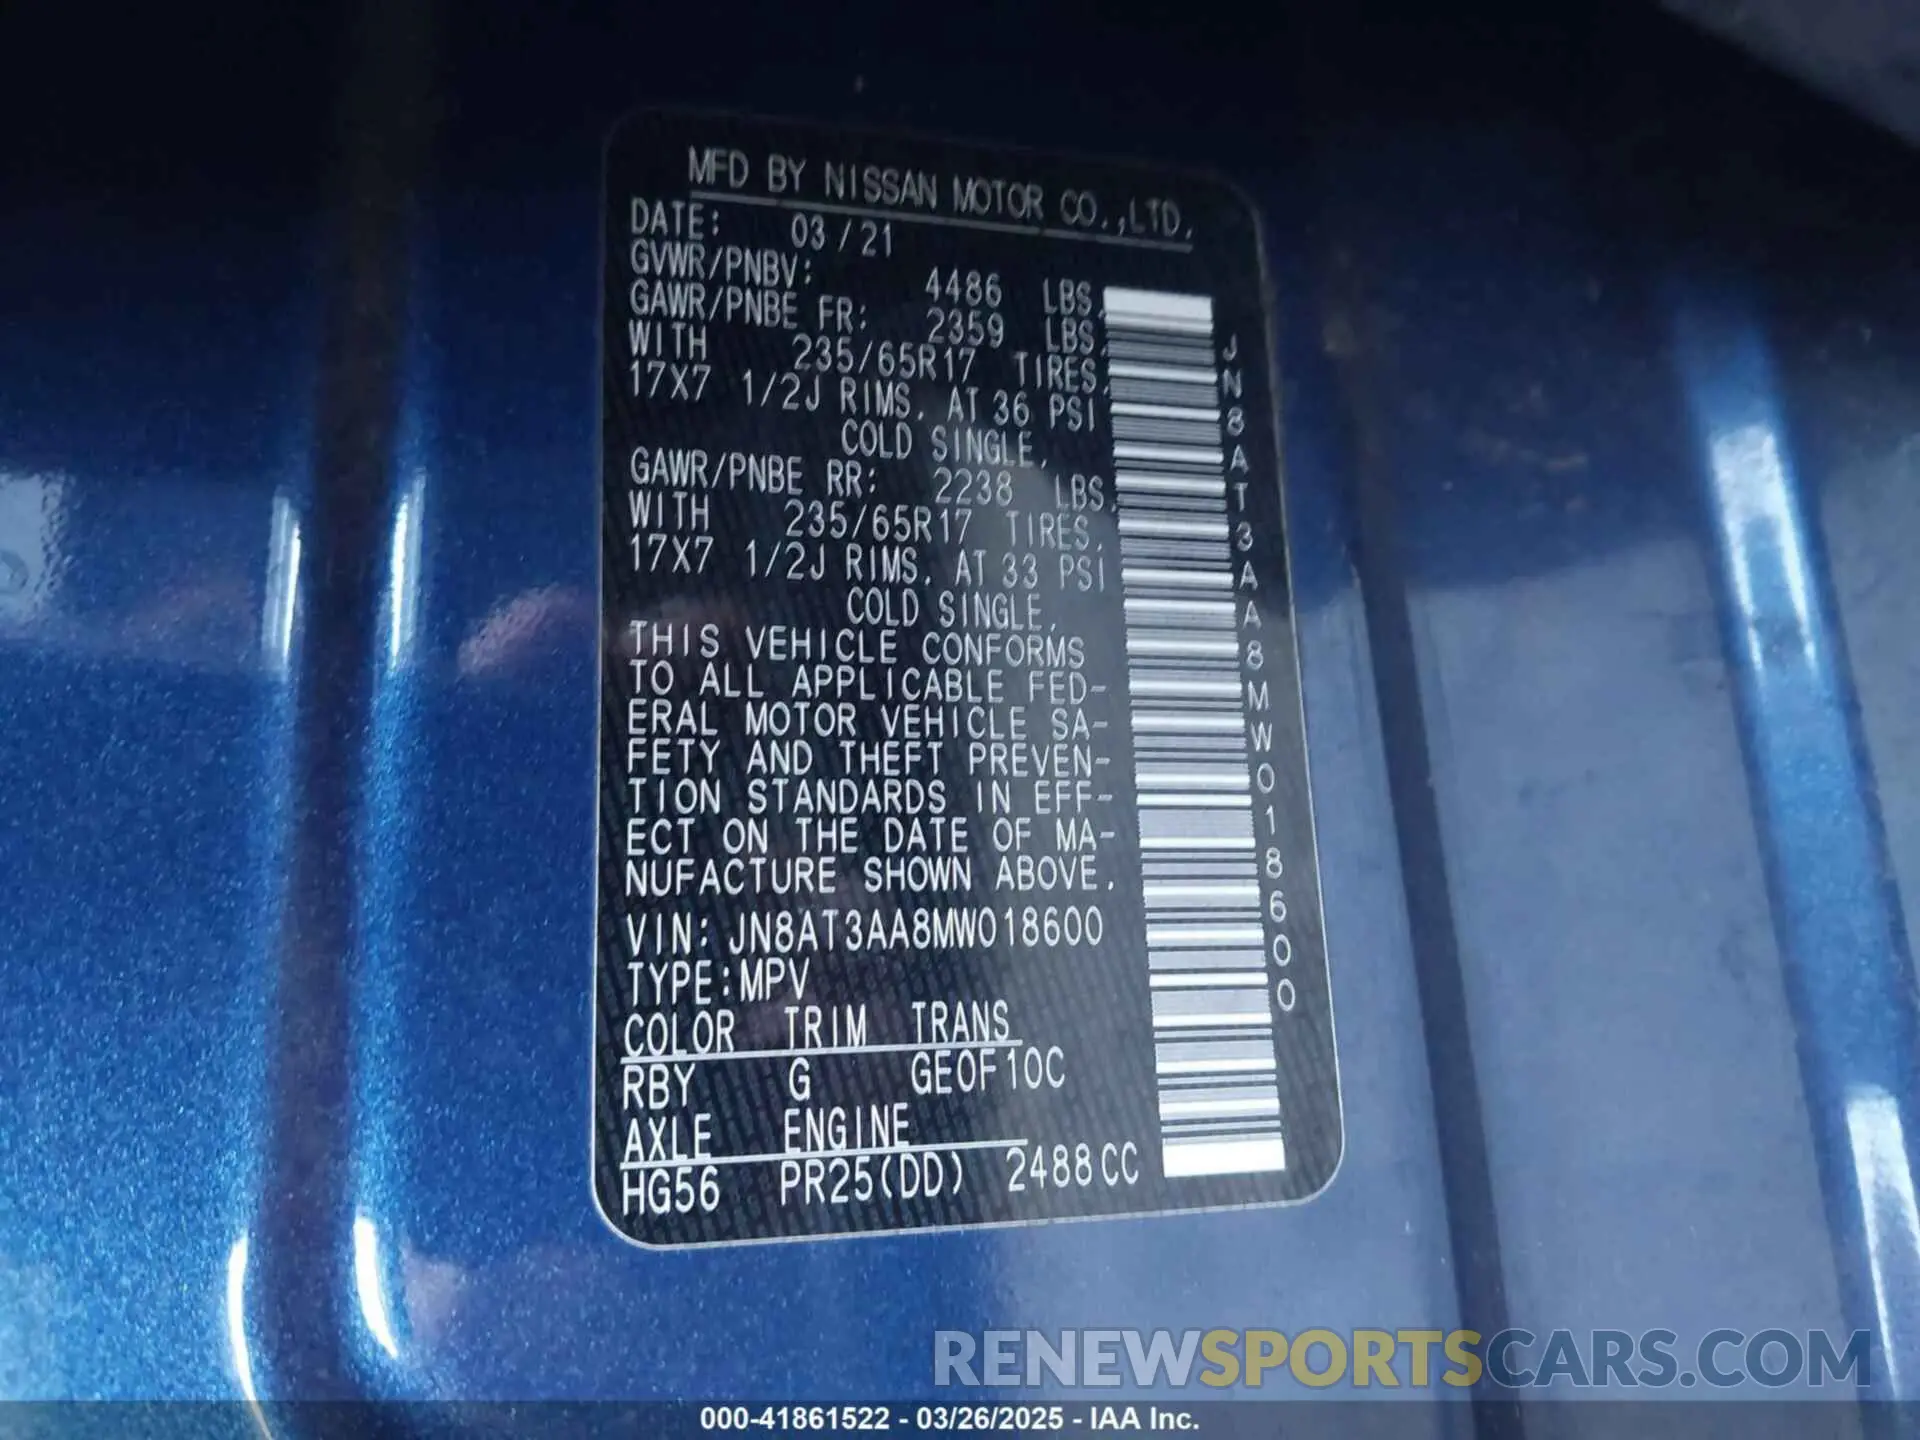 MFD BY NISSAN MOTOR CO.,LTD.
DATE: 03/21
GVWR/PNBV: 4486 LBS.
GAWR/PNBE FR: 2359 LBS.
WITH 235/65R17 TIRES,
17X7 1/2J RIMS. AT 36 PSI
COLD SINGLE.
GAWR/PNBE RR: 2238 LBS.
WITH 235/65R17 TIRES,
17X7 1/2J RIMS. AT 33 PSI
COLD SINGLE.
THIS VEHICLE CONFORMS
TO ALL APPLICABLE FED-
ERAL MOTOR VEHICLE SA-
FETY AND THEFT PREVEN-
TION STANDARDS IN EFF-
ECT ON THE DATE OF MA-
NUFACTURE SHOWN ABOVE.
VIN: JN8AT3AA8MW018600
TYPE:MPV
COLOR TRIM TRANS
RBY G GE0F10C
AXLE ENGINE
HG56 PR25(DD) 2488CC
JN8AT3AA8MW018600
RENEWSPORTSCARS.COM
000-41861522 - 03/26/2025 - IAA Inc.